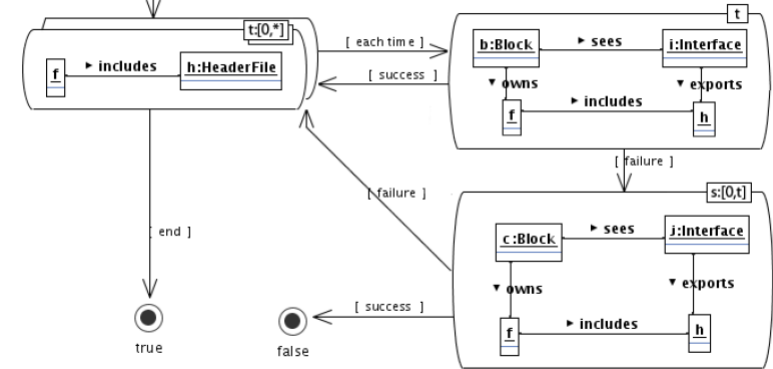 t:[0,*]
f
includes
h:HeaderFile
[ each time ]
[ success ]
t
b:Block
sees
i:Interface
owns
exports
f
includes
h
[ failure ]
[ failure ]
s:[0,t]
c:Block
sees
j:Interface
owns
exports
f
includes
h
[ end ]
[ success ]
true
false